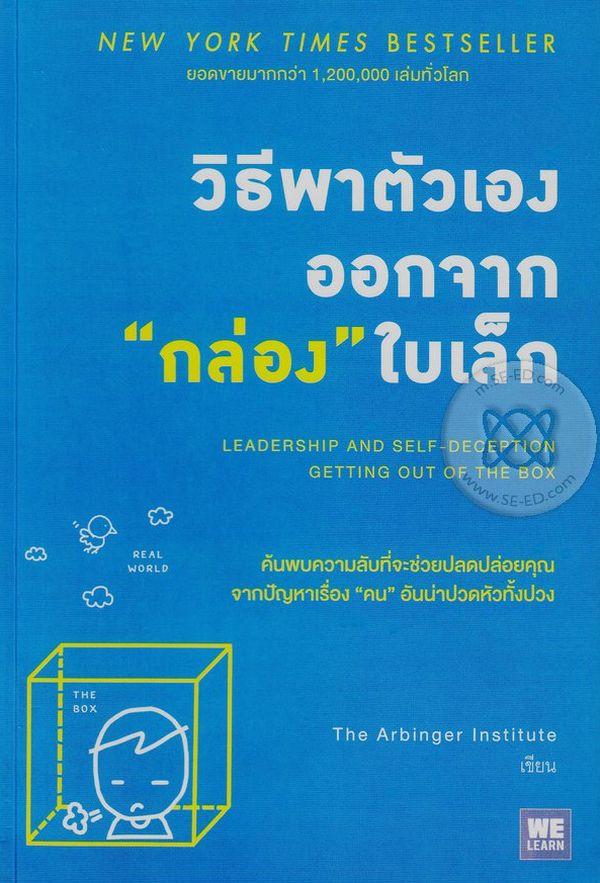 NEW YORK TIMES BESTSELLER
ยอดขายมากกว่า 1,200,000 เล่มทั่วโลก
วิธีพาตัวเอง
ออกจาก
“กล่อง” ใบเล็ก
m.SE-ED.com
LEADERSHIP AND SELF-DECEPTION
GETTING OUT OF THE BOX
www.SE-ED.com
REAL
WORLD
ค้นพบความลับที่จะช่วยปลดปล่อยคุณ
จากปัญหาเรื่อง “คน” อันน่าปวดหัวทั้งปวง
THE
BOX
The Arbinger Institute
เขียน
WE
LEARN